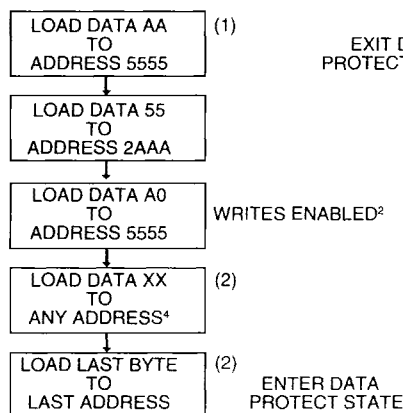 LOAD DATA AA
TO
ADDRESS 5555
(1)
EXIT D
PROTECT
LOAD DATA 55
TO
ADDRESS 2AAA
LOAD DATA A0
TO
ADDRESS 5555
WRITES ENABLED²
LOAD DATA XX
TO
ANY ADDRESS⁴
(2)
LOAD LAST BYTE
TO
LAST ADDRESS
(2)
ENTER DATA
PROTECT STATE